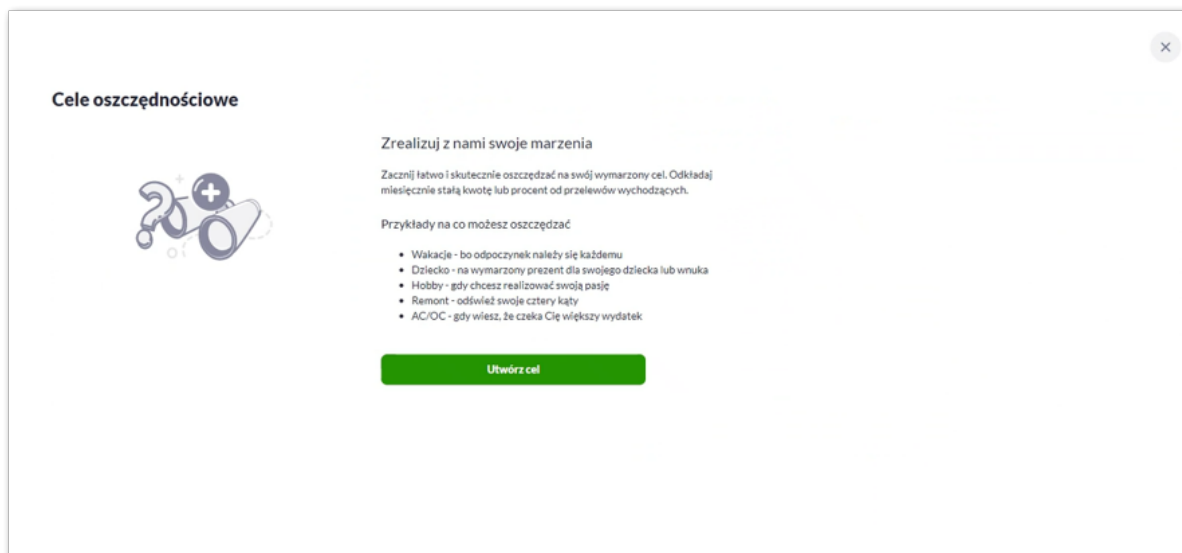 Cele oszczędnościowe
Zrealizuj z nami swoje marzenia
Zacznij łatwo i skutecznie oszczędzać na swój wymarzony cel. Odkładaj
miesięcznie stałą kwotę lub procent od przelewów wychodzących.
Przykłady na co możesz oszczędzać
• Wakacje - bo odpoczynek należy się każdemu
• Dziecko - na wymarzony prezent dla swojego dziecka lub wnuka
• Hobby - gdy chcesz realizować swoją pasję
• Remont - odśwież swoje cztery kąty
• AC/OC - gdy wiesz, że czeka Cię większy wydatek
Utwórz cel